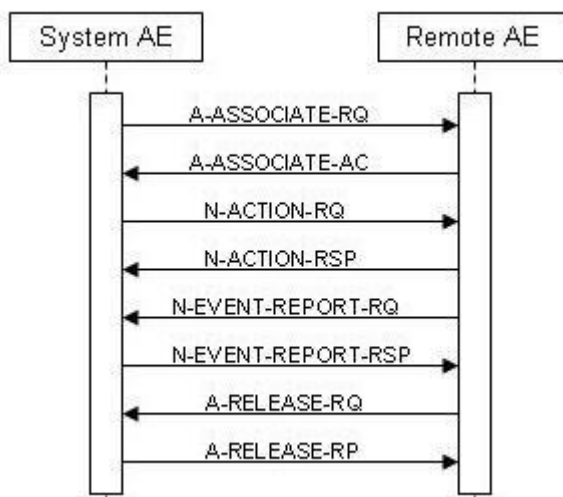 System AE
Remote AE
A-ASSOCIATE-RQ
A-ASSOCIATE-AC
N-ACTION-RQ
N-ACTION-RSP
N-EVENT-REPORT-RQ
N-EVENT-REPORT-RSP
A-RELEASE-RQ
A-RELEASE-RP